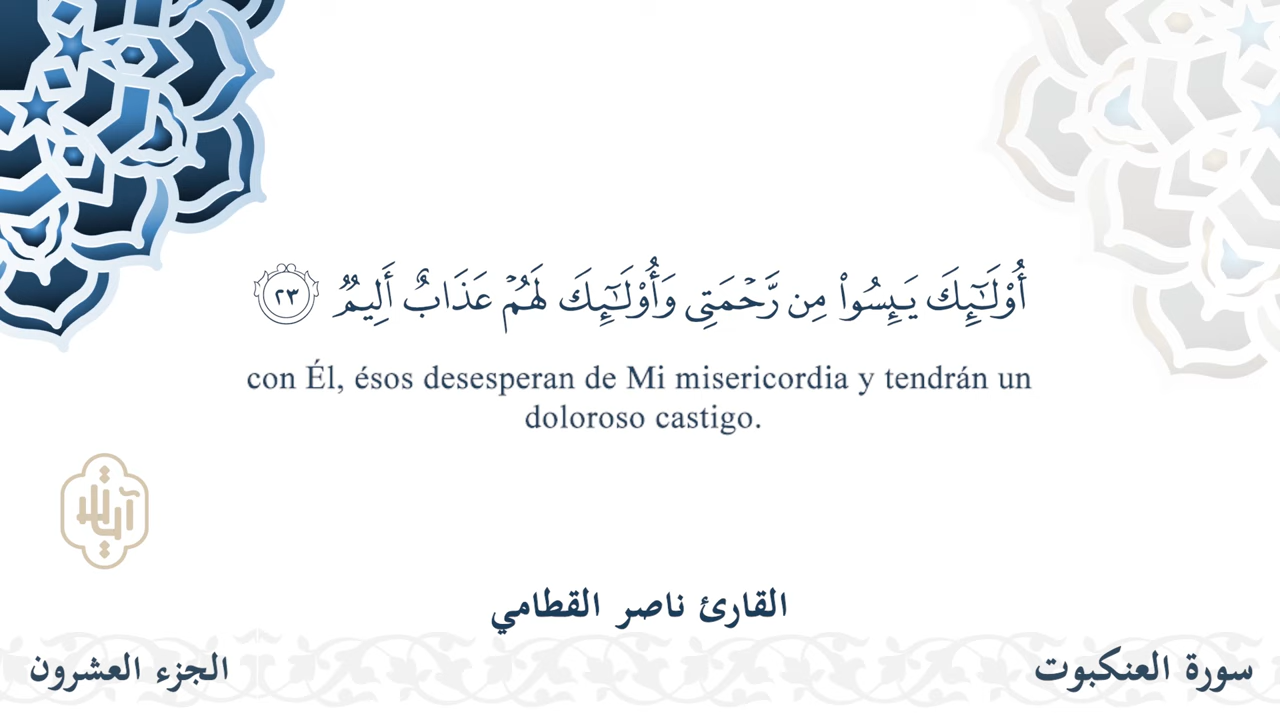 أُوْلَٰٓئِكَ يَئِسُواْ مِن رَّحۡمَتِي وَأُوْلَٰٓئِكَ لَهُمۡ عَذَابٌ أَلِيمٌ ٢٣
con Él, ésos desesperan de Mi misericordia y tendrán un
doloroso castigo.
القارئ ناصر القطامي
سورة العنكبوت
الجزء العشرون